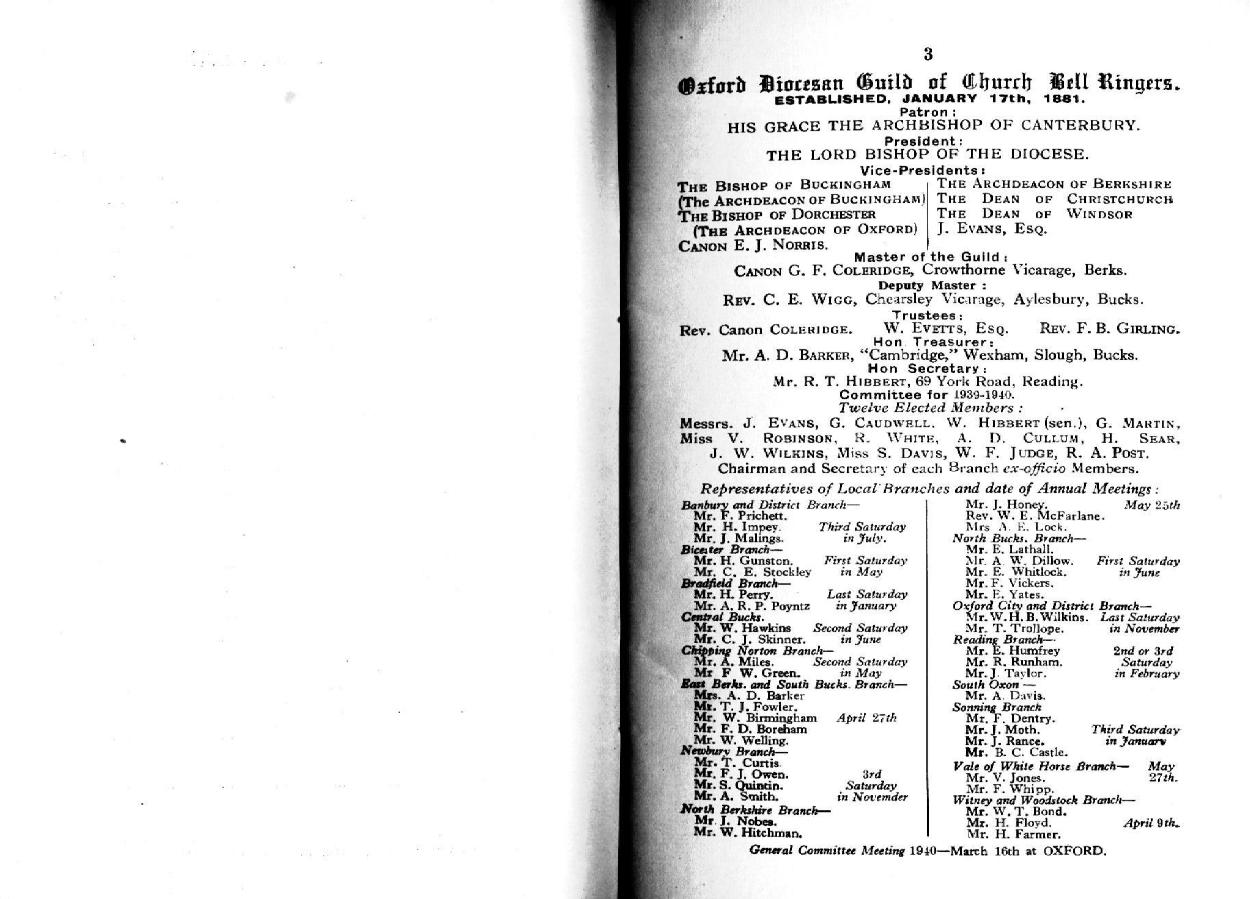 3
Oxford Diocesan Guild of Church Bell Ringers.
ESTABLISHED, JANUARY 17th, 1881.
Patron:
HIS GRACE THE ARCHBISHOP OF CANTERBURY.
President:
THE LORD BISHOP OF THE DIOCESE.
Vice-Presidents:
THE BISHOP OF BUCKINGHAM
(The ARCHDEACON OF BUCKINGHAM)
THE BISHOP OF DORCHESTER
(THE ARCHDEACON OF OXFORD)
CANON E. J. NORRIS.
THE ARCHDEACON OF BERKSHIRE
THE DEAN OF CHRISTCHURCH
THE DEAN OF WINDSOR
J. EVANS, ESQ.
Master of the Guild:
CANON G. F. COLERIDGE, Crowthorne Vicarage, Berks.
Deputy Master:
REV. C. E. WIGG, Chearsley Vicarage, Aylesbury, Bucks.
Trustees:
Rev. Canon COLERIDGE. W. EVETTS, ESQ. REV. F. B. GIRLING.
Hon Treasurer:
Mr. A. D. BARKER, "Cambridge," Wexham, Slough, Bucks.
Hon Secretary:
Mr. R. T. HIBBERT, 69 York Road, Reading.
Committee for 1939-1940.
Twelve Elected Members:
Messrs. J. EVANS, G. CAUDWELL. W. HIBBERT (sen.), G. MARTIN,
Miss V. ROBINSON, R. WHITE, A. D. CULLUM, H. SEAR,
J. W. WILKINS, Miss S. DAVIS, W. F. JUDGE, R. A. POST.
Chairman and Secretary of each Branch ex-officio Members.
Representatives of Local Branches and date of Annual Meetings:
Banbury and District Branch—
Mr. F. Prichett.
Mr. H. Impey. Third Saturday
Mr. J. Malings. in July.
Bicester Branch—
Mr. H. Gunston. First Saturday
Mr. C. E. Stockley in May
Bradfield Branch—
Mr. H. Perry. Last Saturday
Mr. A. R. P. Poyntz in January
Central Bucks.
Mr. W. Hawkins Second Saturday
Mr. C. J. Skinner. in June
Chipping Norton Branch—
Mr. A. Miles. Second Saturday
Mr F W. Green. in May
East Berks. and South Bucks. Branch—
Mrs. A. D. Barker
Mr. T. J. Fowler.
Mr. W. Birmingham April 27th
Mr. F. D. Boreham
Mr. W. Welling.
Newbury Branch—
Mr. T. Curtis.
Mr. F. J. Owen. 3rd
Mr. S. Quintin. Saturday
Mr. A. Smith. in Novemder
North Berkshire Branch—
Mr. J. Nobes.
Mr. W. Hitchman.
Mr. J. Honey. May 25th
Rev. W. E. McFarlane.
Mrs A. E. Lock.
North Bucks. Branch—
Mr. E. Lathall.
Mr. A. W. Dillow. First Saturday
Mr. E. Whitlock. in June
Mr. F. Vickers.
Mr. E. Yates.
Oxford City and District Branch—
Mr. W. H. B. Wilkins. Last Saturday
Mr. T. Trollope. in November
Reading Branch—
Mr. E. Humfrey 2nd or 3rd
Mr. R. Runham. Saturday
Mr. J. Taylor. in February
South Oxon —
Mr. A. Davis.
Sonning Branch
Mr. F. Dentry.
Mr. J. Moth. Third Saturday
Mr. J. Rance. in January
Mr. B. C. Castle.
Vale of White Horse Branch— May
Mr. V. Jones. 27th.
Mr. F. Whipp.
Witney and Woodstock Branch—
Mr. W. T. Bond.
Mr. H. Floyd. April 9th.
Mr. H. Farmer.
General Committee Meeting 1940—March 16th at OXFORD.